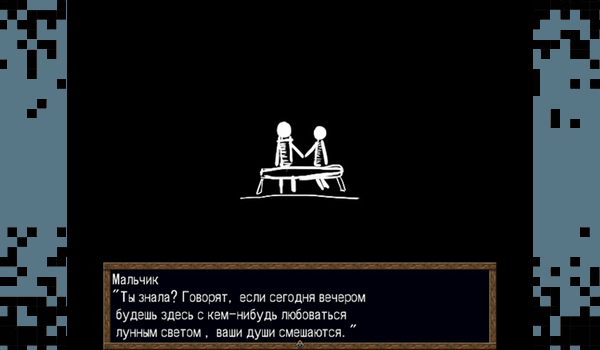 Мальчик
"Ты знала? Говорят, если сегодня вечером
будешь здесь с кем-нибудь любоваться
лунным светом , ваши души смешаются. "